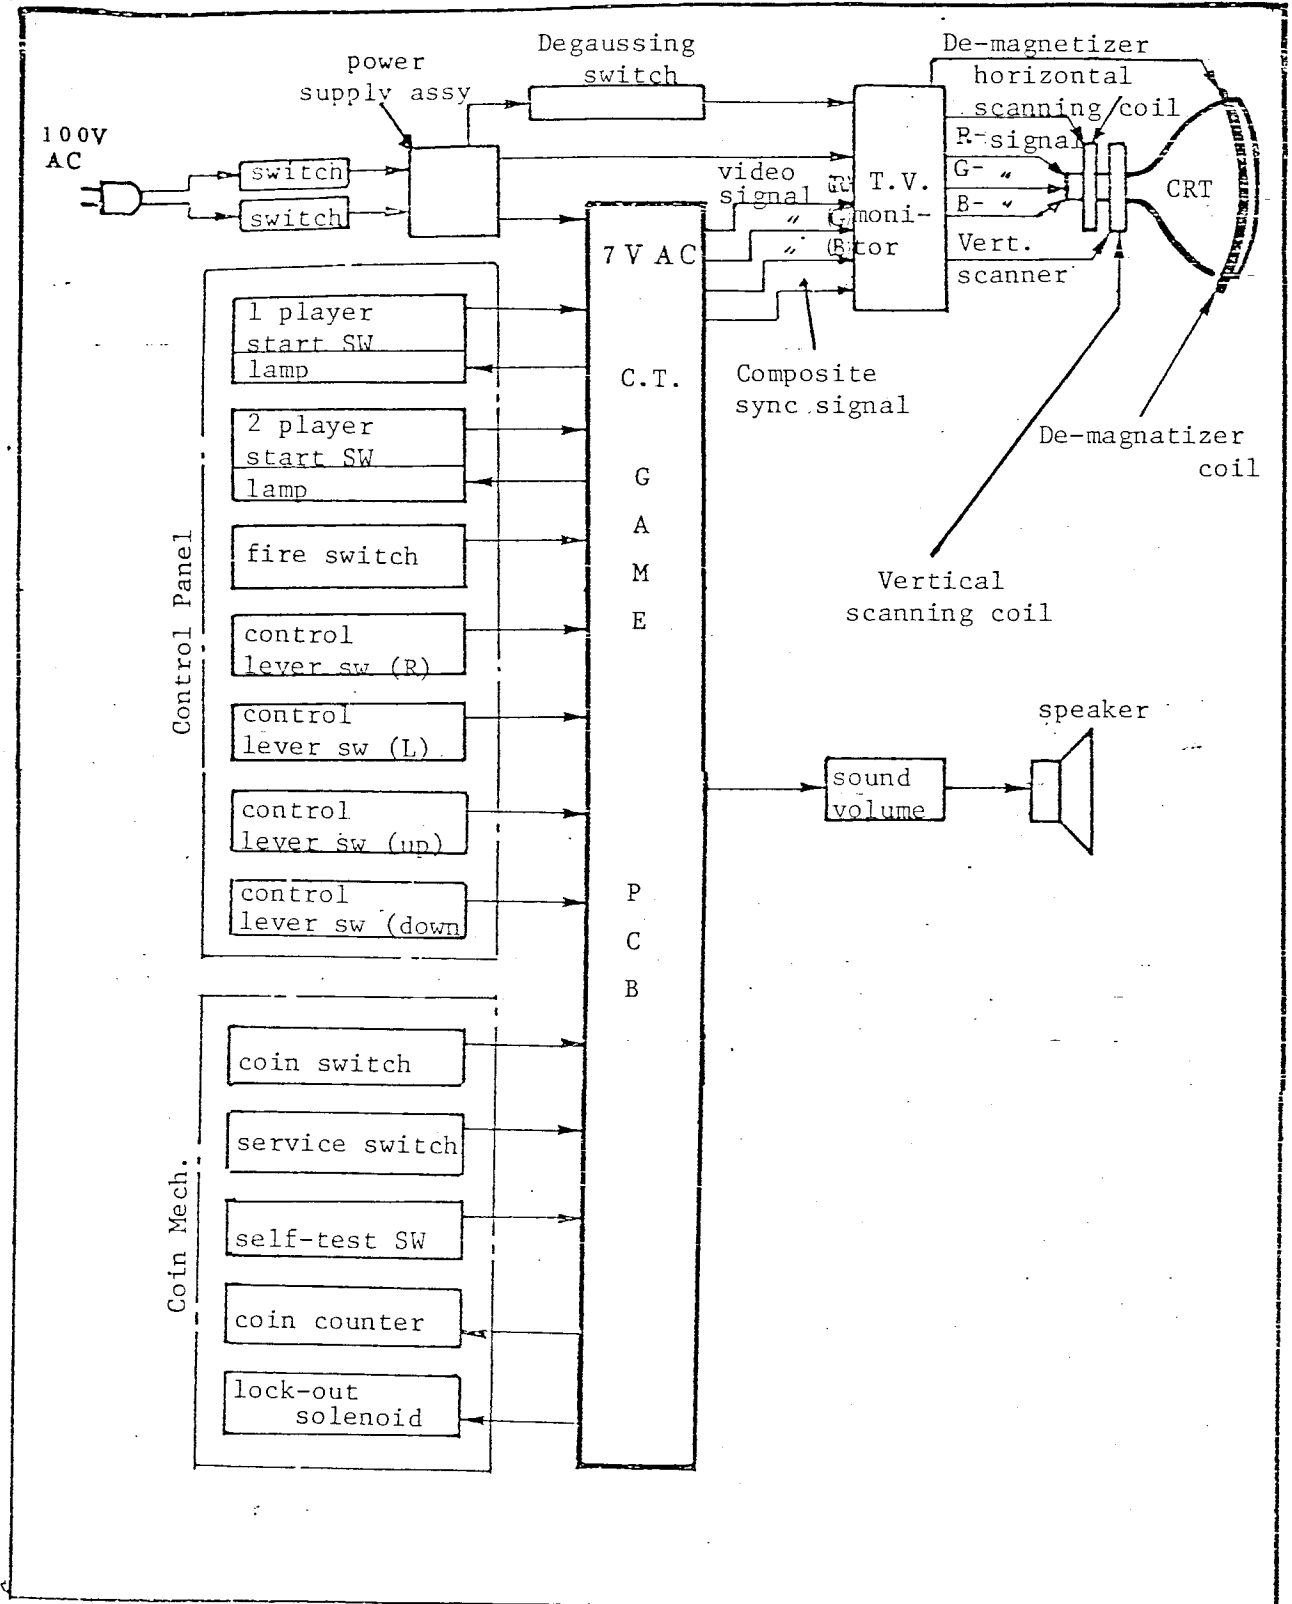 Degaussing
switch
De-magnetizer
power
supply assy
horizontal
scanning coil
100V
AC
switch
switch
video
signal (R)
〃 (G)
〃 (B)
T.V.
moni-
tor
R- signal
G- 〃
B- 〃
Vert.
scanner
CRT
7 V AC
C.T.
G
A
M
E
P
C
B
Composite
sync signal
De-magnatizer
coil
Vertical
scanning coil
Control Panel
1 player
start SW
lamp
2 player
start SW
lamp
fire switch
control
lever sw (R)
control
lever sw (L)
control
lever sw (up)
control
lever sw (down
speaker
sound
volume
Coin Mech.
coin switch
service switch
self-test SW
coin counter
lock-out
solenoid